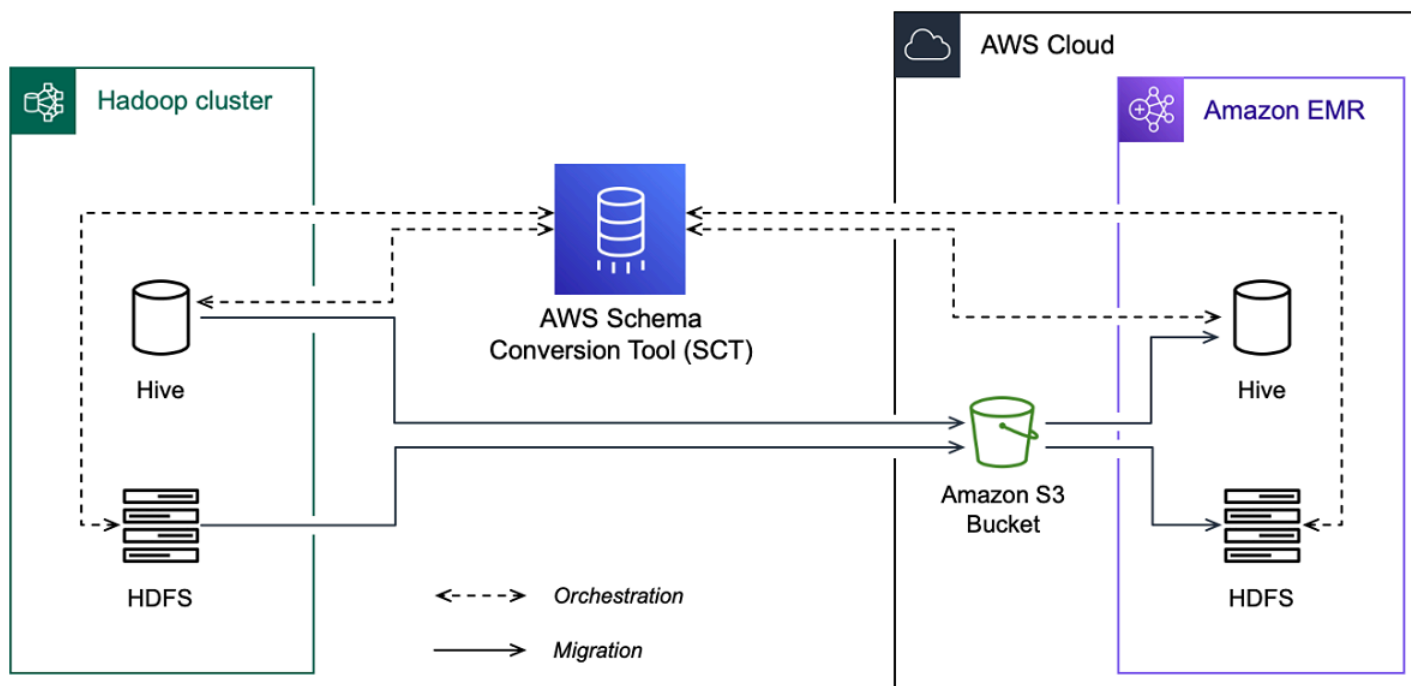 AWS Cloud
Hadoop cluster
Amazon EMR
AWS Schema
Conversion Tool (SCT)
Hive
Hive
Amazon S3
Bucket
HDFS
HDFS
Orchestration
Migration